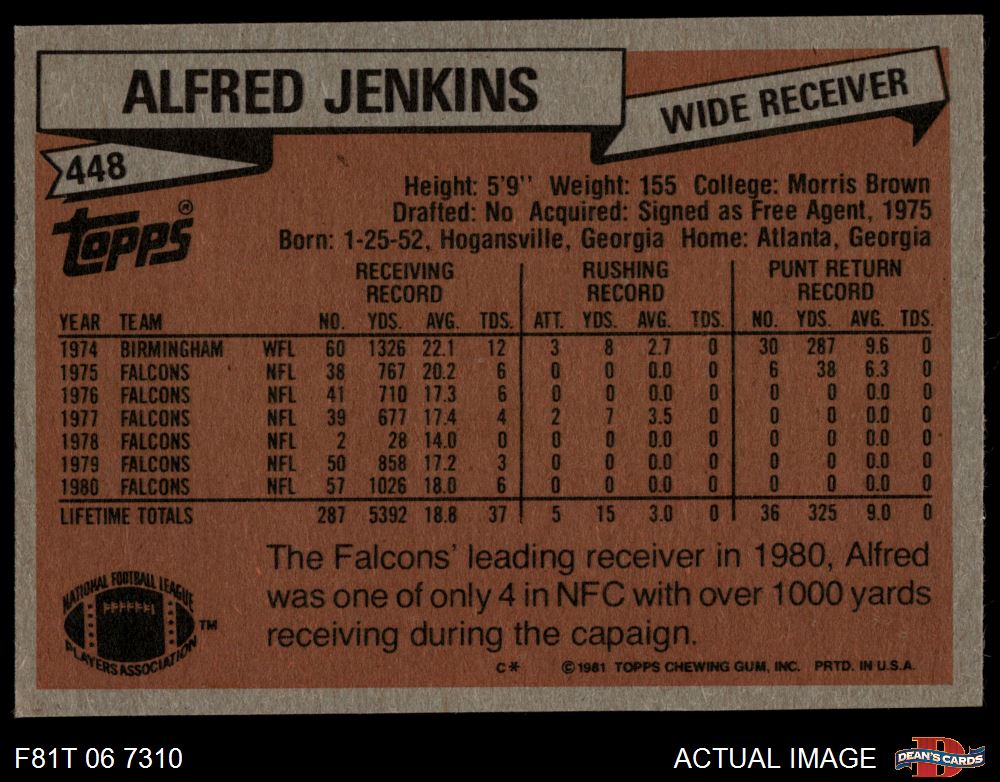 ALFRED JENKINS
WIDE RECEIVER
448
TOPPS®
Height: 5'9'' Weight: 155 College: Morris Brown
Drafted: No Acquired: Signed as Free Agent, 1975
Born: 1-25-52, Hogansville, Georgia Home: Atlanta, Georgia
RECEIVING RECORD RUSHING RECORD PUNT RETURN RECORD
YEAR TEAM NO. YDS. AVG. TDS. ATT. YDS. AVG. TDS. NO. YDS. AVG. TDS.
1974 BIRMINGHAM WFL 60 1326 22.1 12 3 8 2.7 0 30 287 9.6 0
1975 FALCONS NFL 38 767 20.2 6 0 0 0.0 0 6 38 6.3 0
1976 FALCONS NFL 41 710 17.3 6 0 0 0.0 0 0 0 0.0 0
1977 FALCONS NFL 39 677 17.4 4 2 7 3.5 0 0 0 0.0 0
1978 FALCONS NFL 2 28 14.0 0 0 0 0.0 0 0 0 0.0 0
1979 FALCONS NFL 50 858 17.2 3 0 0 0.0 0 0 0 0.0 0
1980 FALCONS NFL 57 1026 18.0 6 0 0 0.0 0 0 0 0.0 0
LIFETIME TOTALS 287 5392 18.8 37 5 15 3.0 0 36 325 9.0 0
The Falcons' leading receiver in 1980, Alfred
was one of only 4 in NFC with over 1000 yards
receiving during the capaign.
NATIONAL FOOTBALL LEAGUE
PLAYERS ASSOCIATION
TM
C* ©1981 TOPPS CHEWING GUM, INC. PRTD. IN U.S.A.
F81T 06 7310
ACTUAL IMAGE
D
DEAN'S CARDS